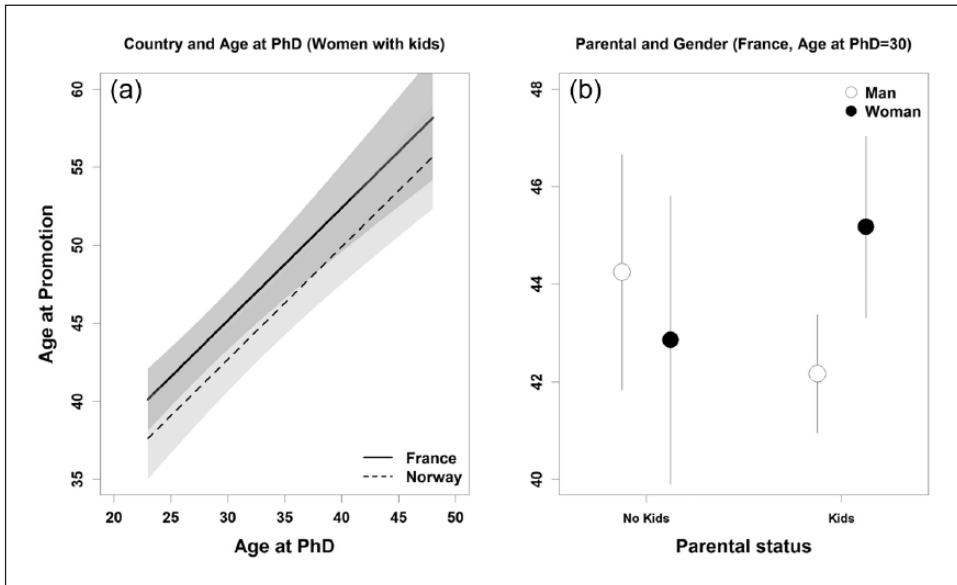 Country and Age at PhD (Women with kids)
(a)
Age at Promotion
60
55
50
45
40
35
20 25 30 35 40 45 50
Age at PhD
France
Norway
Parental and Gender (France, Age at PhD=30)
(b)
Man
Woman
48
46
44
42
40
No Kids Kids
Parental status